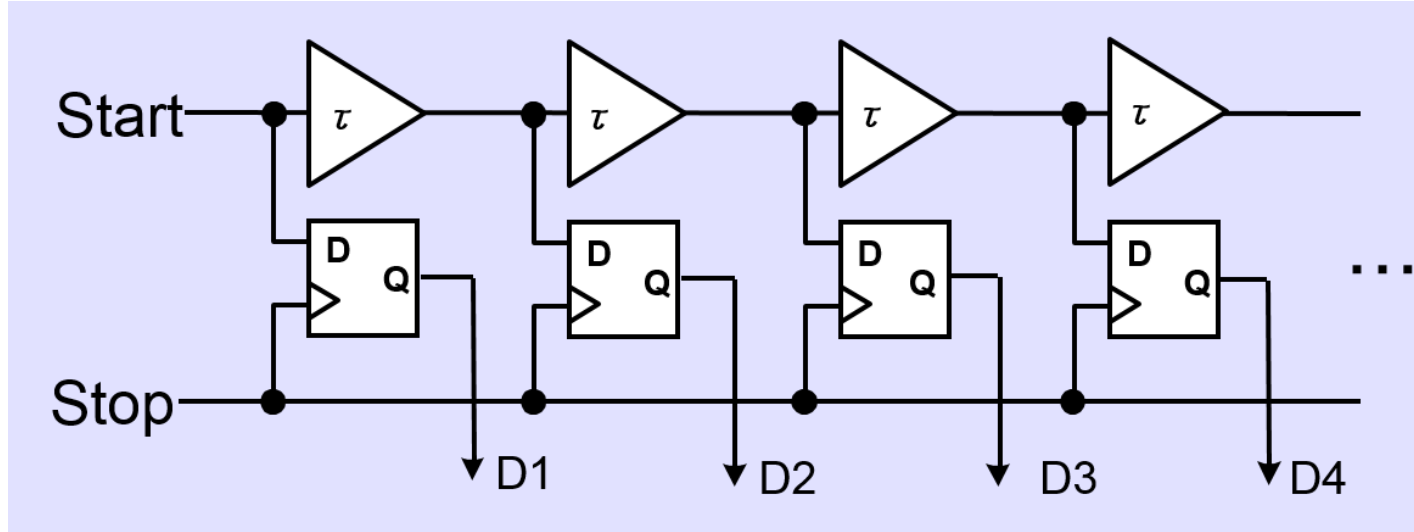 Start
τ τ τ τ
D D D D
Q Q Q Q
...
Stop
D1 D2 D3 D4